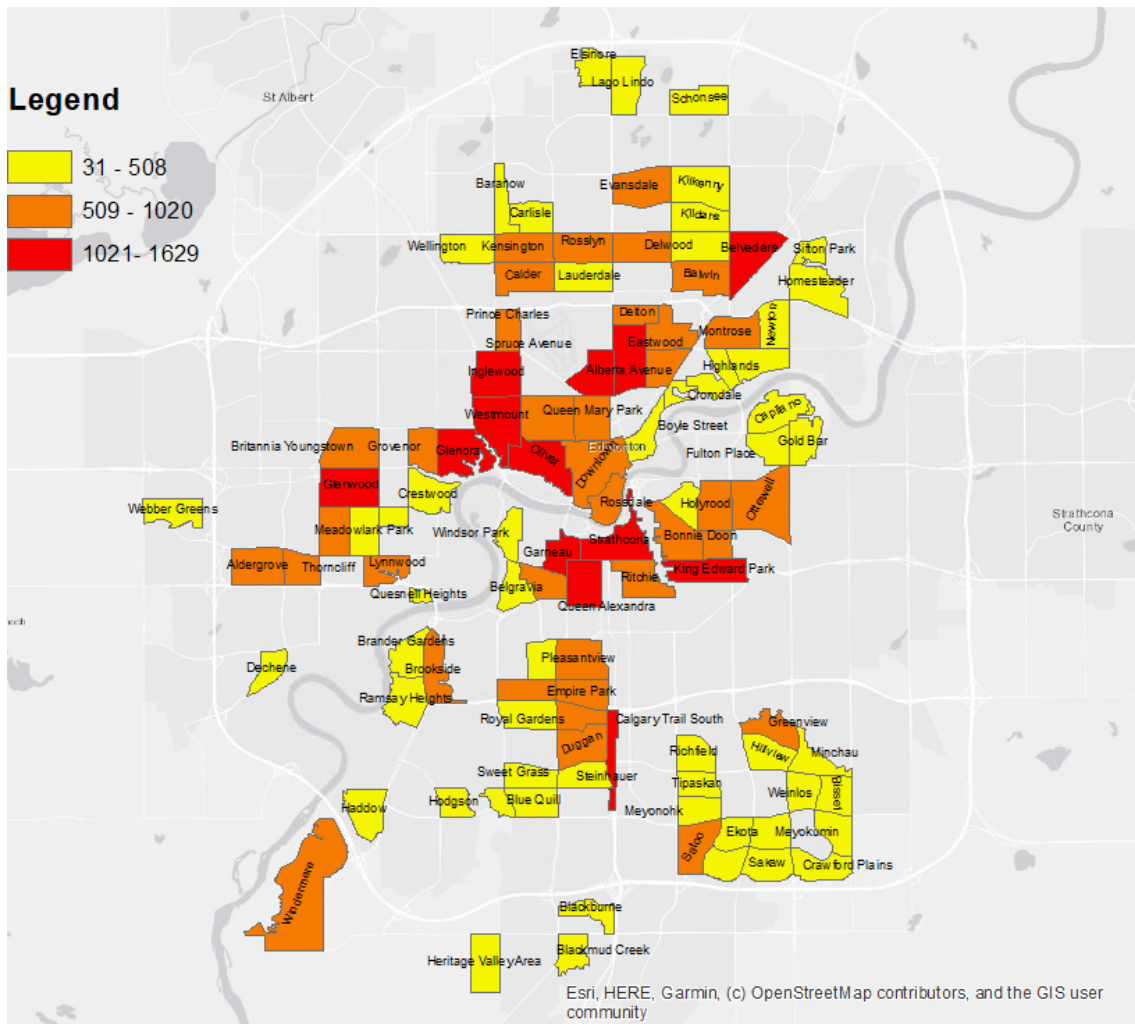 Elsinore
Lago Lindo
Schonsee
Legend
St Albert
31 - 508
509 - 1020
1021- 1629
Baranow
Evansdale
Kilkenny
Carlisle
Kildare
Wellington
Kensington
Rosslyn
Delwood
Belvedere
Sifton Park
Calder
Lauderdale
Balwin
Homesteader
Prince Charles
Delton
Montrose
Newton
Spruce Avenue
Eastwood
Inglewood
Alberta Avenue
Highlands
Cromdale
Westmount
Queen Mary Park
Capilano
Boyle Street
Britannia Youngstown
Grovenor
Glenora
Oliver
Edmonton
Downtown
Fulton Place
Gold Bar
Glenwood
Crestwood
Webber Greens
Rossdale
Holyrood
Ottewell
Strathcona
County
Meadowlark Park
Windsor Park
Garneau
Strathcona
Bonnie Doon
Aldergrove
Thorncliff
Lynnwood
Quesnell Heights
Belgravia
Ritchie
King Edward Park
Queen Alexandra
Brander Gardens
Pleasantview
Dechene
Brookside
Ramsay Heights
Empire Park
Royal Gardens
Calgary Trail South
Greenview
Duggan
Richfield
Hillview
Minchau
Sweet Grass
Steinhauer
Tipaskan
Weinlos
Bisset
Haddow
Hodgson
Blue Quill
Meyonohk
Satoo
Ekota
Meyokumin
Sakaw
Crawford Plains
Windermere
Blackburne
Blackmud Creek
Heritage Valley Area
Esri, HERE, Garmin, (c) OpenStreetMap contributors, and the GIS user
community